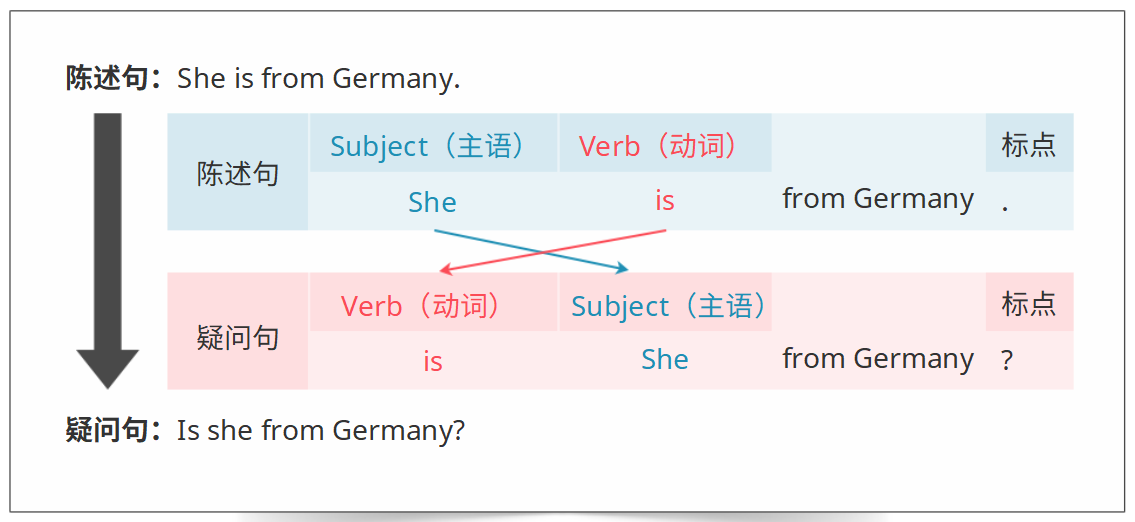 陈述句：She is from Germany.
陈述句 Subject（主语） Verb（动词） 标点
She is from Germany .
疑问句 Verb（动词） Subject（主语） 标点
is She from Germany ?
疑问句：Is she from Germany?